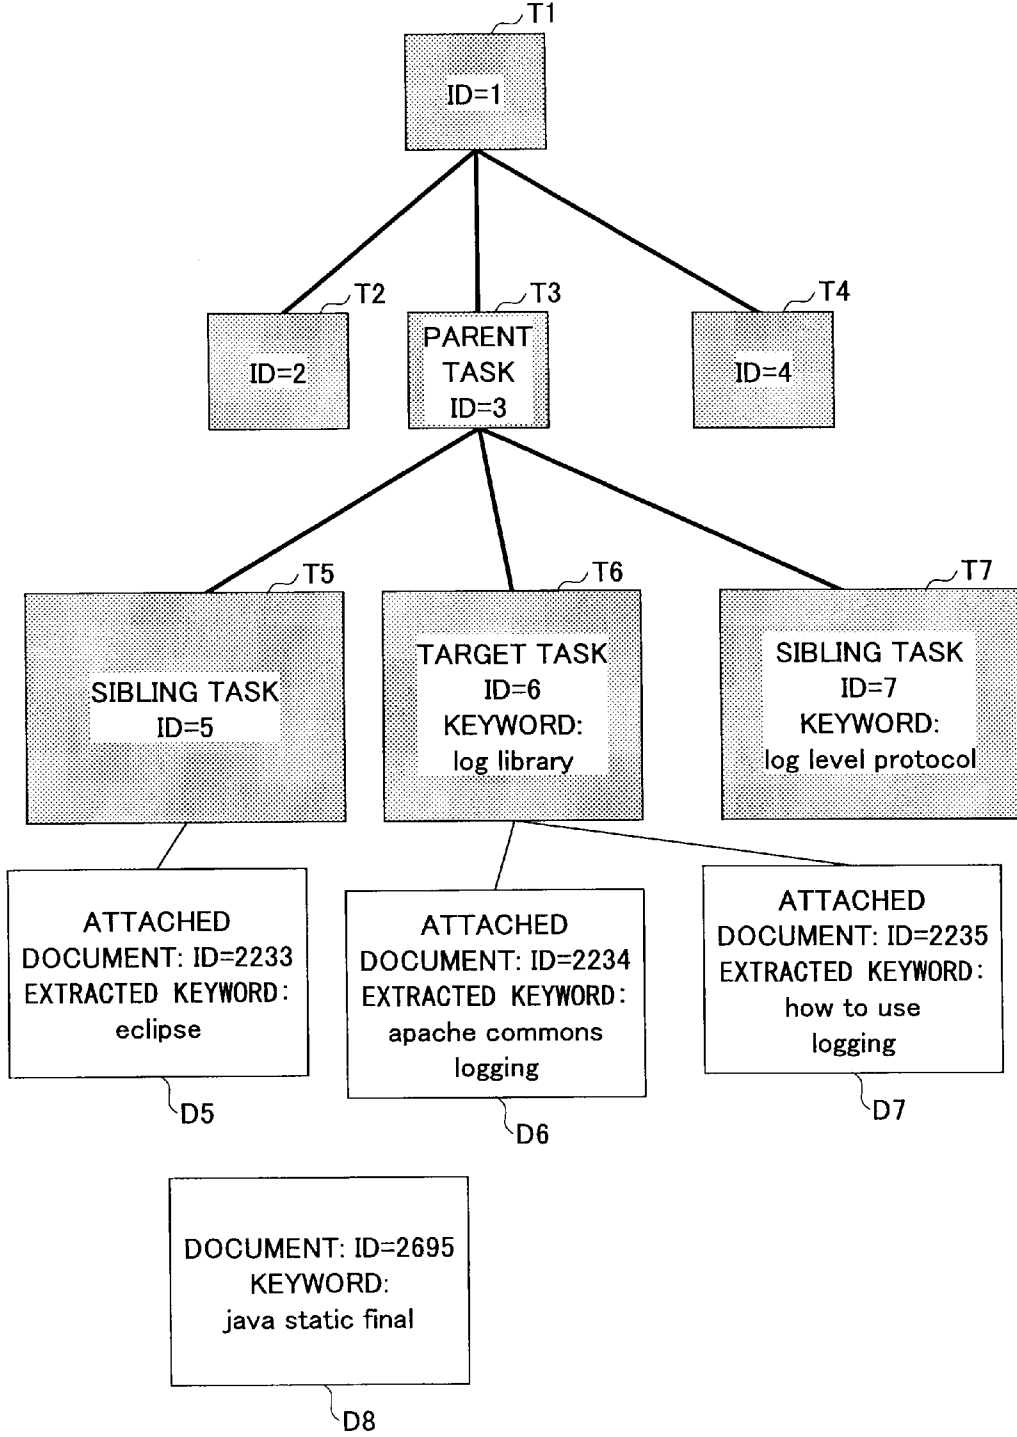 T1
ID=1
T2
T3
T4
ID=2
PARENT
TASK
ID=3
ID=4
T5
T6
T7
SIBLING TASK
ID=5
TARGET TASK
ID=6
KEYWORD:
log library
SIBLING TASK
ID=7
KEYWORD:
log level protocol
ATTACHED
DOCUMENT: ID=2233
EXTRACTED KEYWORD:
eclipse
D5
ATTACHED
DOCUMENT: ID=2234
EXTRACTED KEYWORD:
apache commons
logging
D6
ATTACHED
DOCUMENT: ID=2235
EXTRACTED KEYWORD:
how to use
logging
D7
DOCUMENT: ID=2695
KEYWORD:
java static final
D8